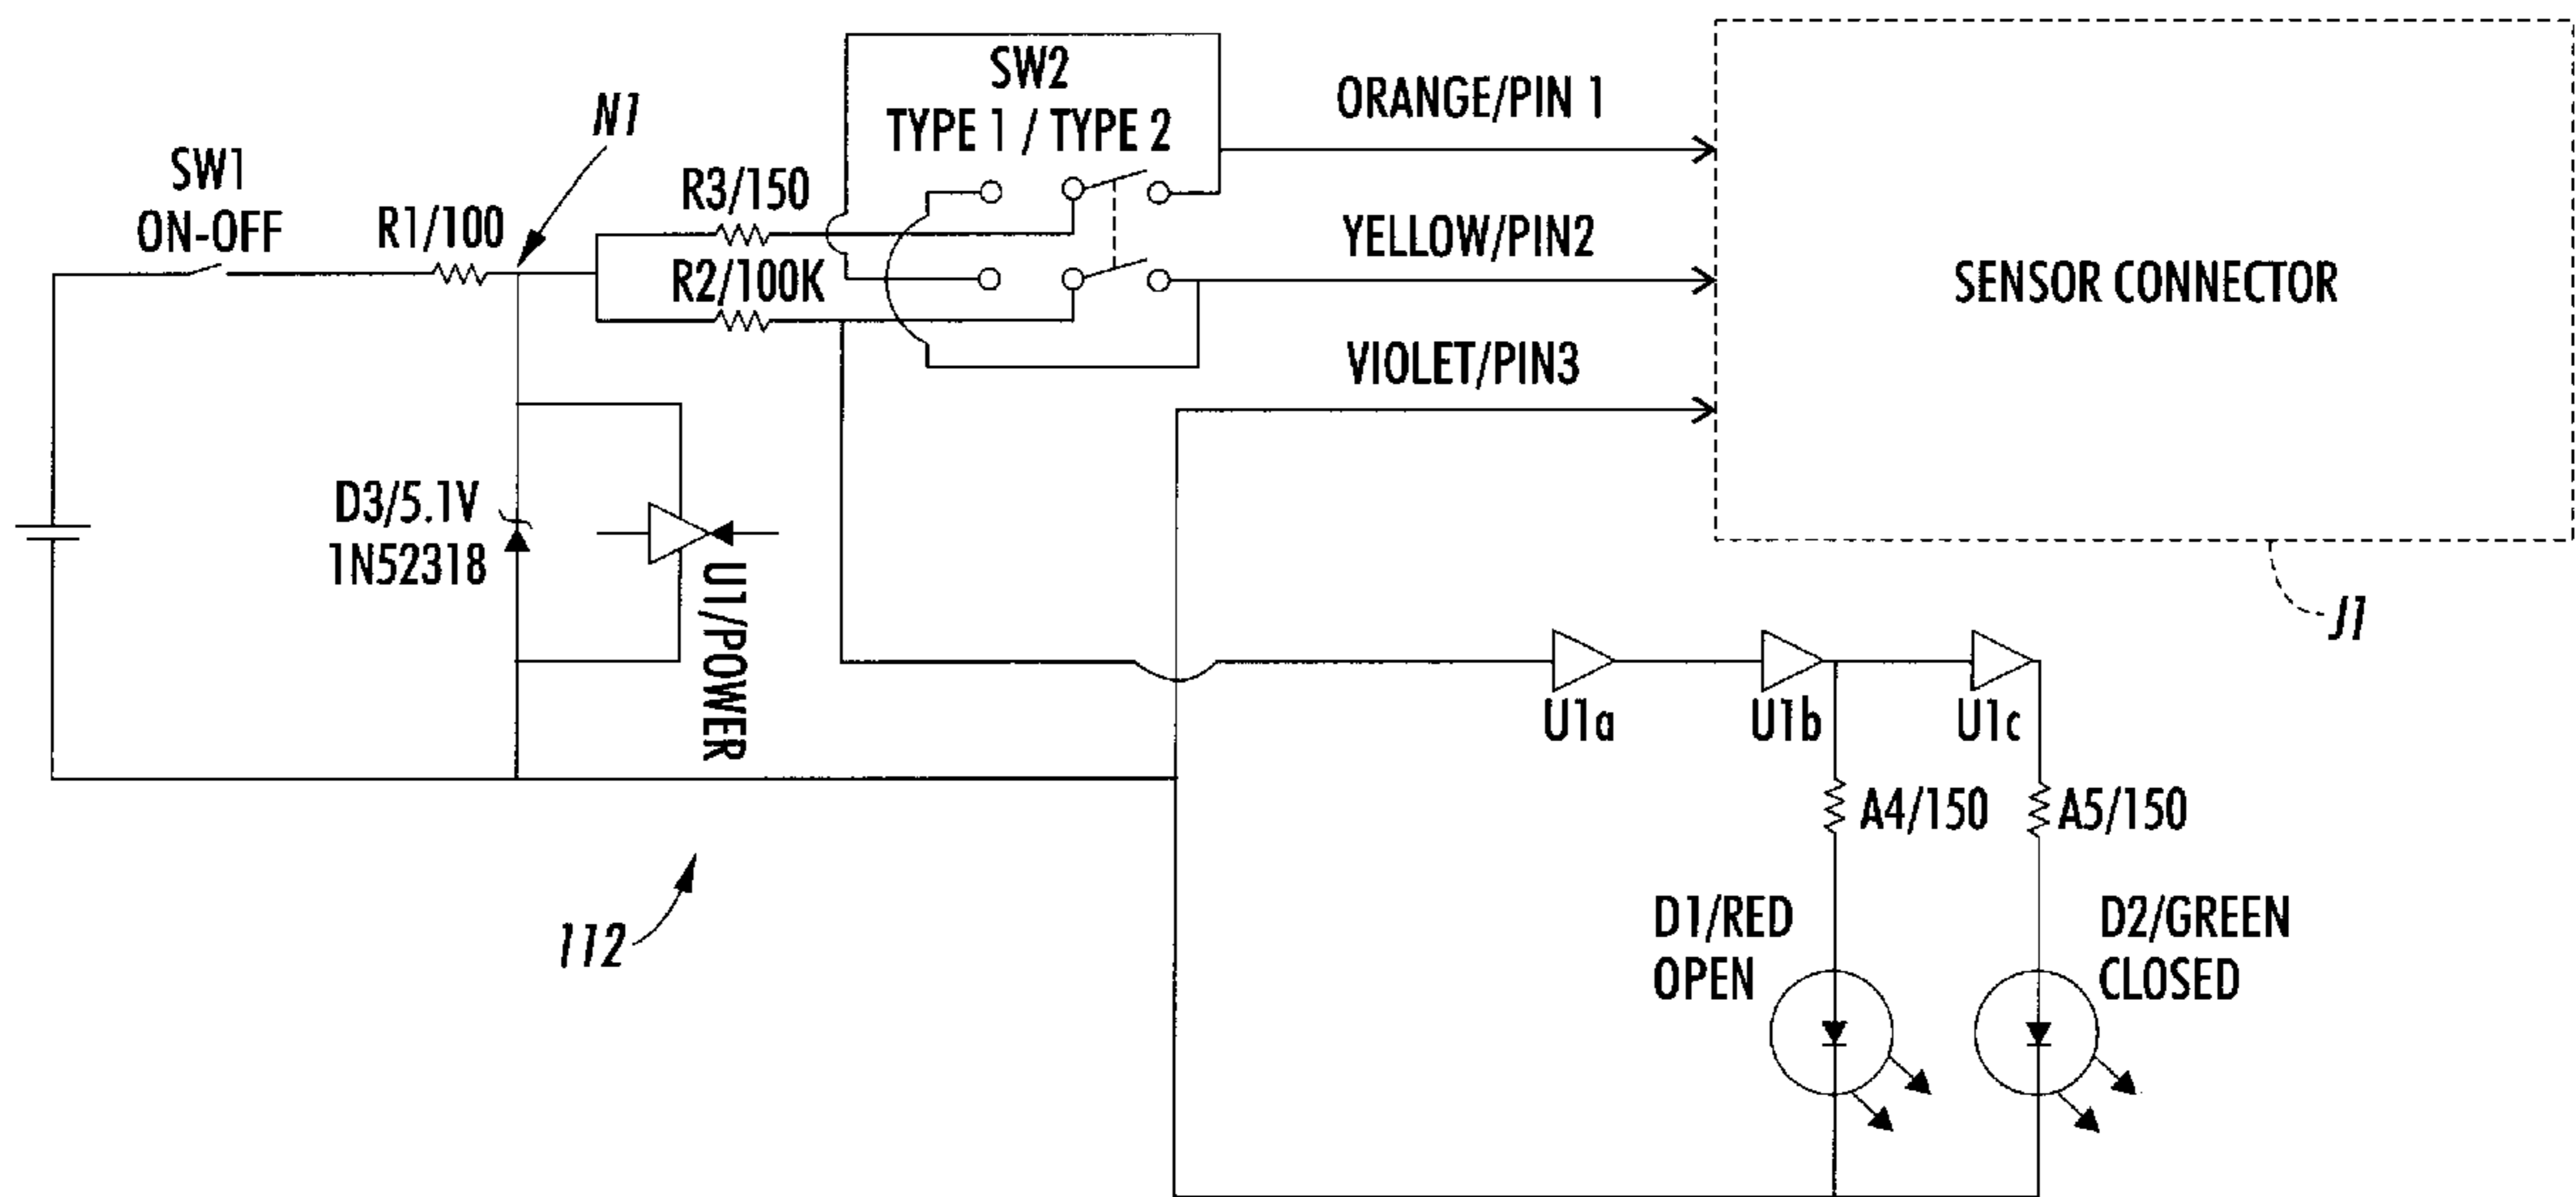 SW1
ON-OFF
R1/100
N1
R3/150
R2/100K
SW2
TYPE 1 / TYPE 2
ORANGE/PIN 1
YELLOW/PIN2
VIOLET/PIN3
SENSOR CONNECTOR
J1
D3/5.1V
1N52318
U1/POWER
112
U1a
U1b
U1c
A4/150
A5/150
D1/RED
OPEN
D2/GREEN
CLOSED